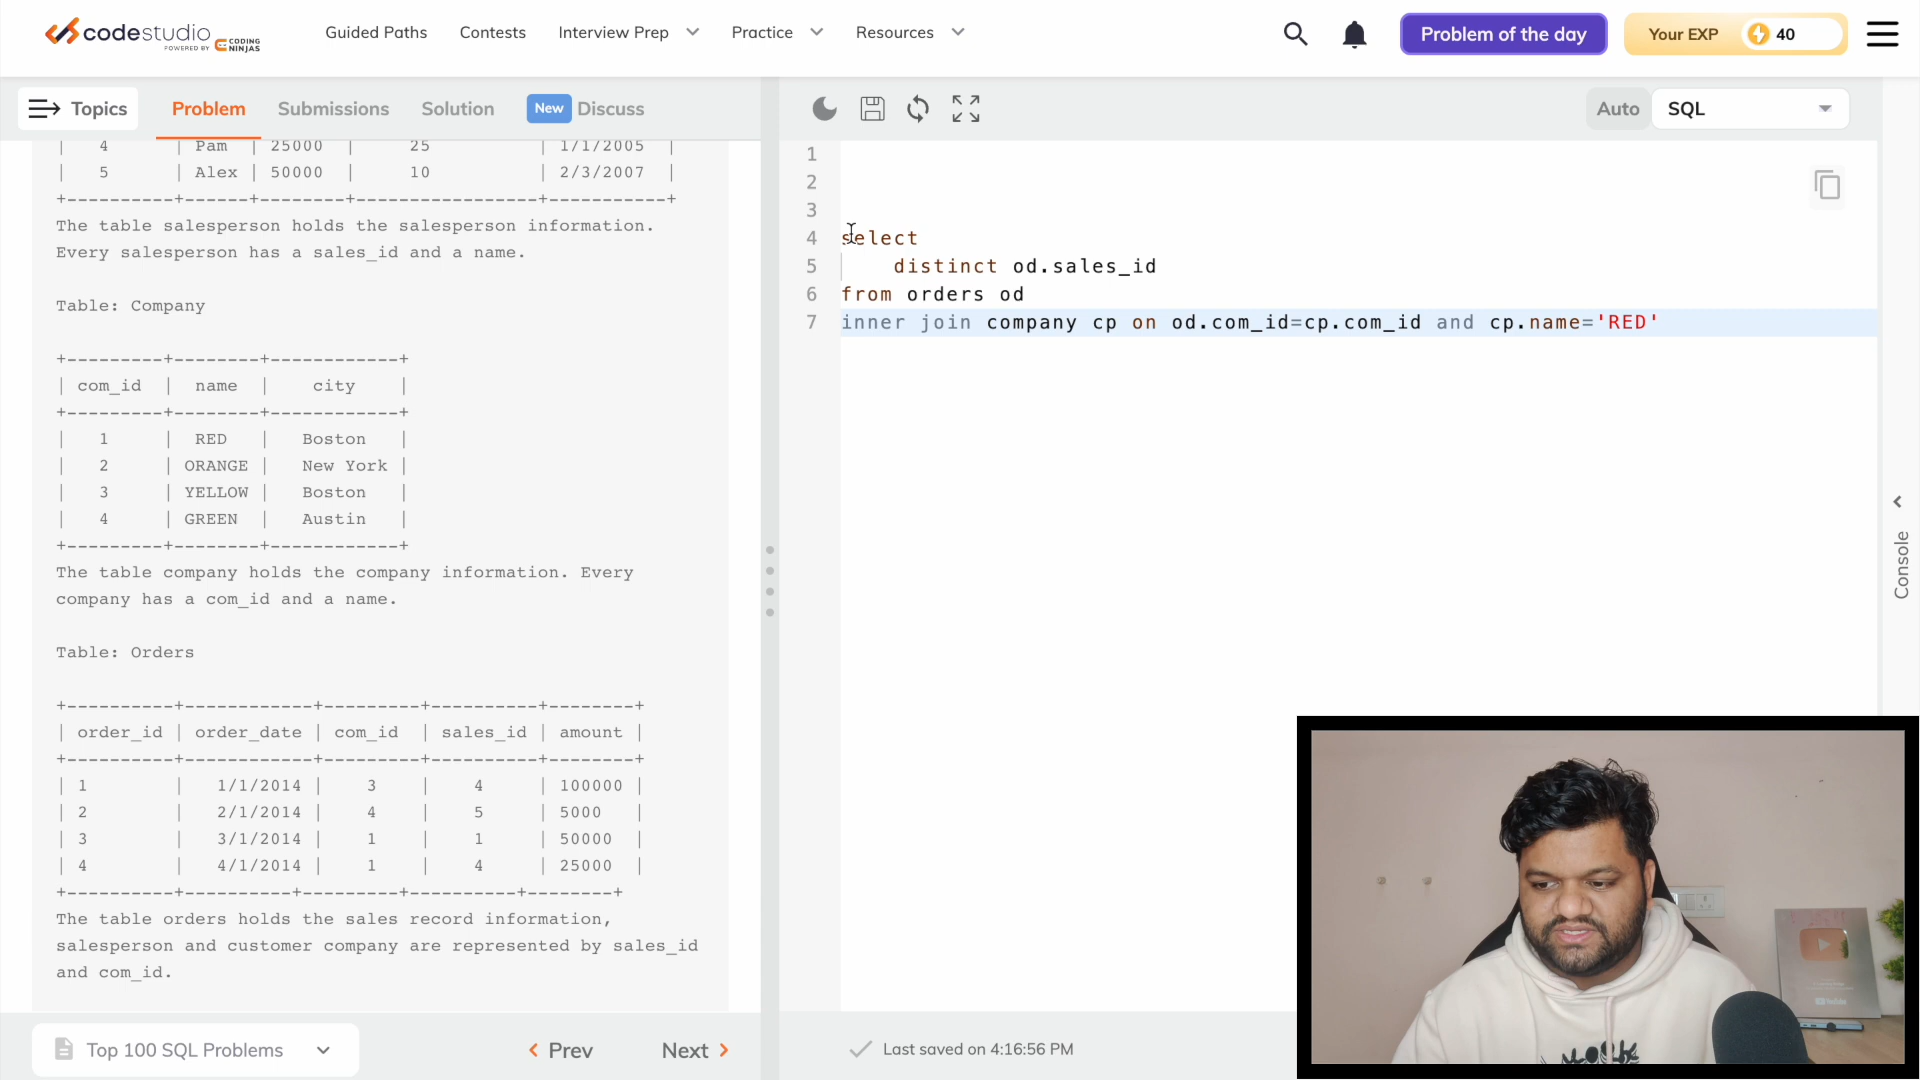 codestudio
POWERED BY CODING NINJAS
Guided Paths
Contests
Interview Prep
Practice
Resources
Problem of the day
Your EXP 40
Topics
Problem
Submissions
Solution
New Discuss
Auto
SQL
| 4 | Pam | 25000 | 25 | 1/1/2005 |
| 5 | Alex | 50000 | 10 | 2/3/2007 |
+---------+------+--------+-----------------+-----------+
The table salesperson holds the salesperson information.
Every salesperson has a sales_id and a name.
Table: Company
+---------+--------+------------+
| com_id | name | city |
+---------+--------+------------+
| 1 | RED | Boston |
| 2 | ORANGE | New York |
| 3 | YELLOW | Boston |
| 4 | GREEN | Austin |
+---------+--------+------------+
The table company holds the company information. Every
company has a com_id and a name.
Table: Orders
+----------+------------+---------+----------+--------+
| order_id | order_date | com_id | sales_id | amount |
+----------+------------+---------+----------+--------+
| 1 | 1/1/2014 | 3 | 4 | 100000 |
| 2 | 2/1/2014 | 4 | 5 | 5000 |
| 3 | 3/1/2014 | 1 | 1 | 50000 |
| 4 | 4/1/2014 | 1 | 4 | 25000 |
+----------+----------+---------+----------+--------+
The table orders holds the sales record information,
salesperson and customer company are represented by sales_id
and com_id.
Top 100 SQL Problems
Prev
Next
1
2
3
4 select
5 distinct od.sales_id
6 from orders od
7 inner join company cp on od.com_id=cp.com_id and cp.name='RED'
Console
Last saved on 4:16:56 PM
YouTube